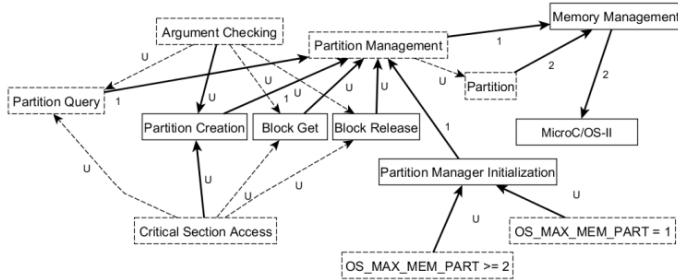 Argument Checking
Partition Management
Memory Management
U
U
U
U
U
1
U
2
2
Partition Query
1
Partition
U
1
U
U
U
Partition Creation
Block Get
Block Release
MicroC/OS-II
1
Partition Manager Initialization
U
U
U
U
U
U
Critical Section Access
OS_MAX_MEM_PART = 1
OS_MAX_MEM_PART >= 2